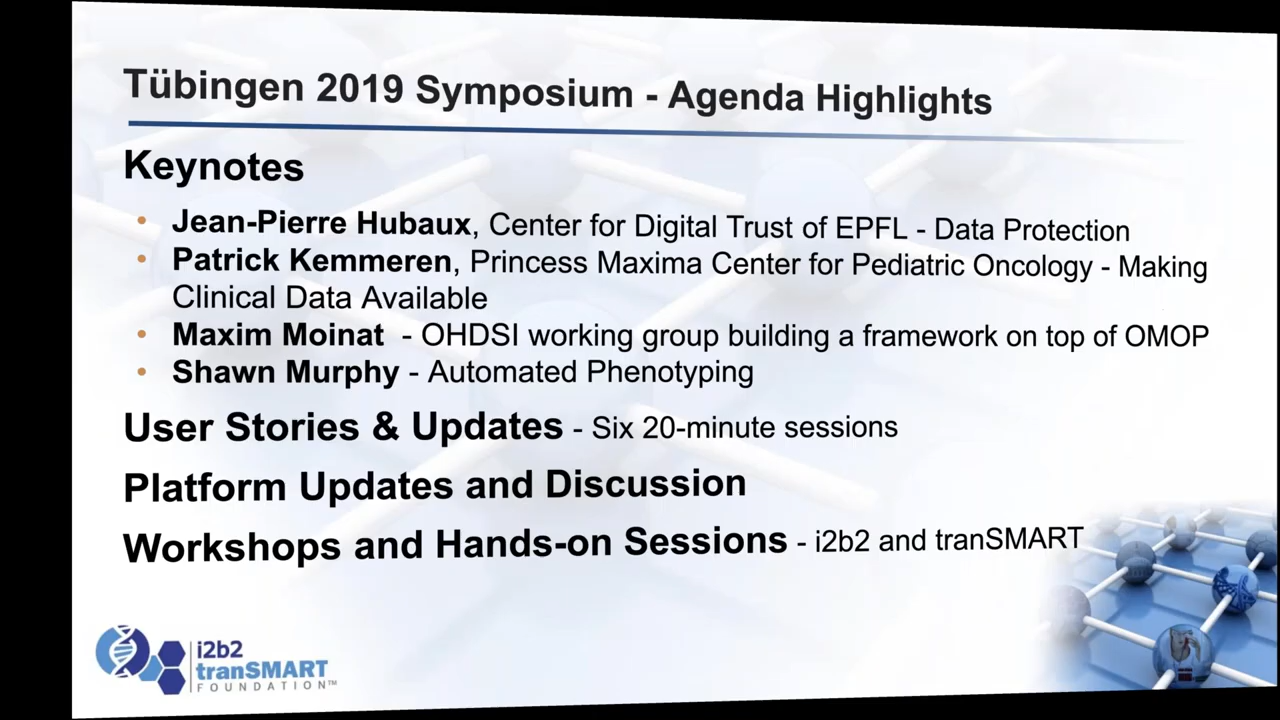 Tübingen 2019 Symposium - Agenda Highlights
Keynotes
• Jean-Pierre Hubaux, Center for Digital Trust of EPFL - Data Protection
• Patrick Kemmeren, Princess Maxima Center for Pediatric Oncology - Making
Clinical Data Available
• Maxim Moinat - OHDSI working group building a framework on top of OMOP
• Shawn Murphy - Automated Phenotyping
User Stories & Updates - Six 20-minute sessions
Platform Updates and Discussion
Workshops and Hands-on Sessions - i2b2 and tranSMART
i2b2
tranSMART
FOUNDATION™